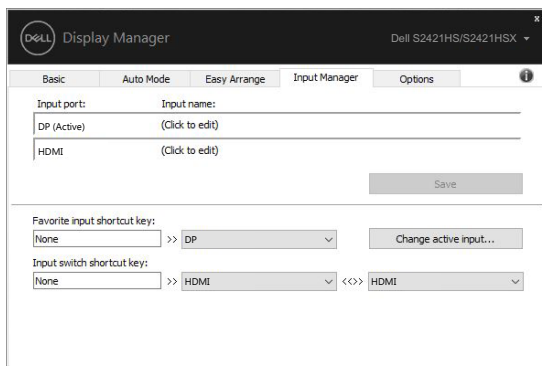 x
DELL Display Manager Dell S2421HS/S2421HSX
Basic Auto Mode Easy Arrange Input Manager Options i
Input port: Input name:
DP (Active) (Click to edit)
HDMI (Click to edit)
Save
Favorite input shortcut key:
None >> DP Change active input...
Input switch shortcut key:
None >> HDMI <<>> HDMI